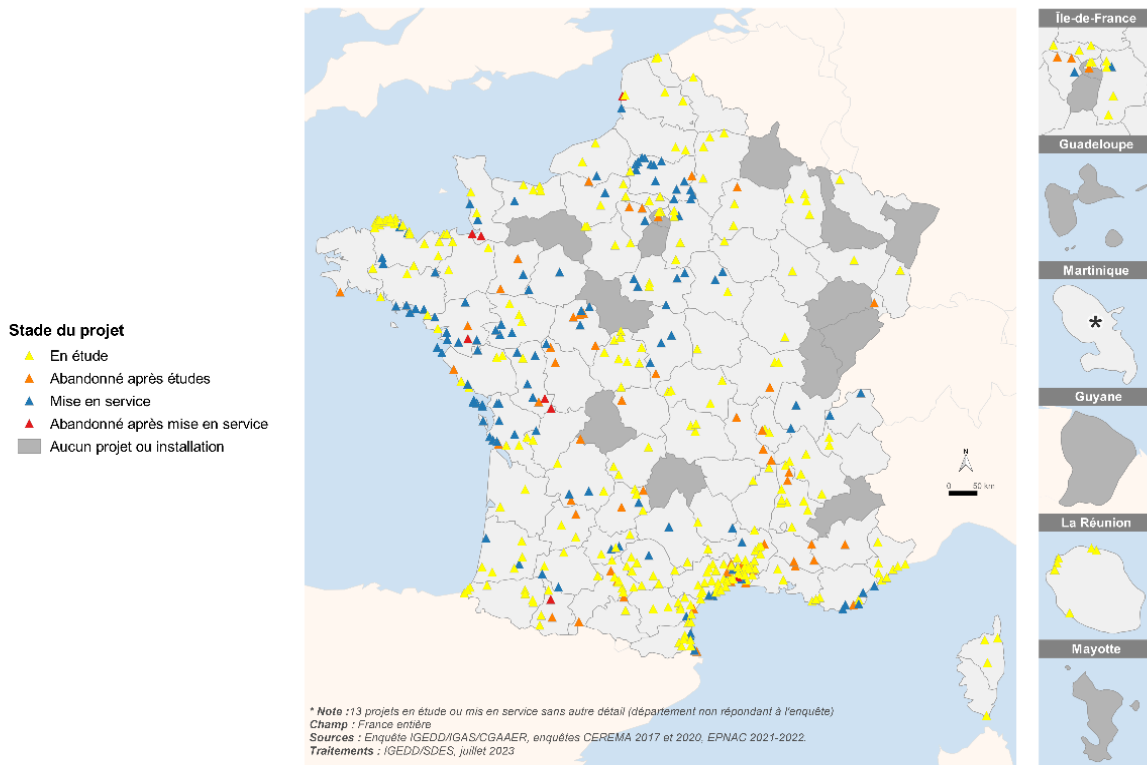 Stade du projet
En étude
Abandonné après études
Mise en service
Abandonné après mise en service
Aucun projet ou installation
N
0 50 km
* Note :13 projets en étude ou mis en service sans autre détail (département non répondant à l'enquête)
Champ : France entière
Sources : Enquête IGEDD/IGAS/CGAAER, enquêtes CEREMA 2017 et 2020, EPNAC 2021-2022.
Traitements : IGEDD/SDES, juillet 2023
Île-de-France
Guadeloupe
Martinique
*
Guyane
La Réunion
Mayotte